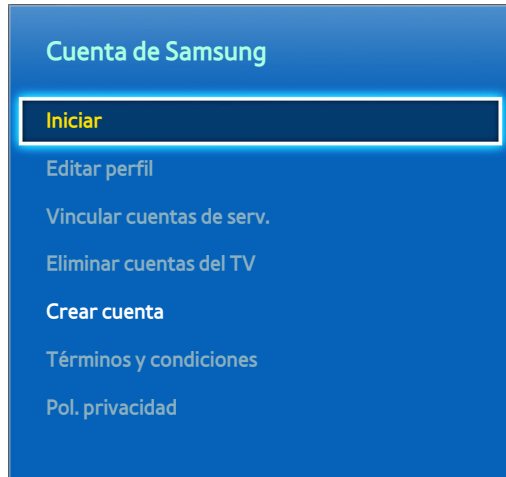 Cuenta de Samsung
Iniciar
Editar perfil
Vincular cuentas de serv.
Eliminar cuentas del TV
Crear cuenta
Términos y condiciones
Pol. privacidad